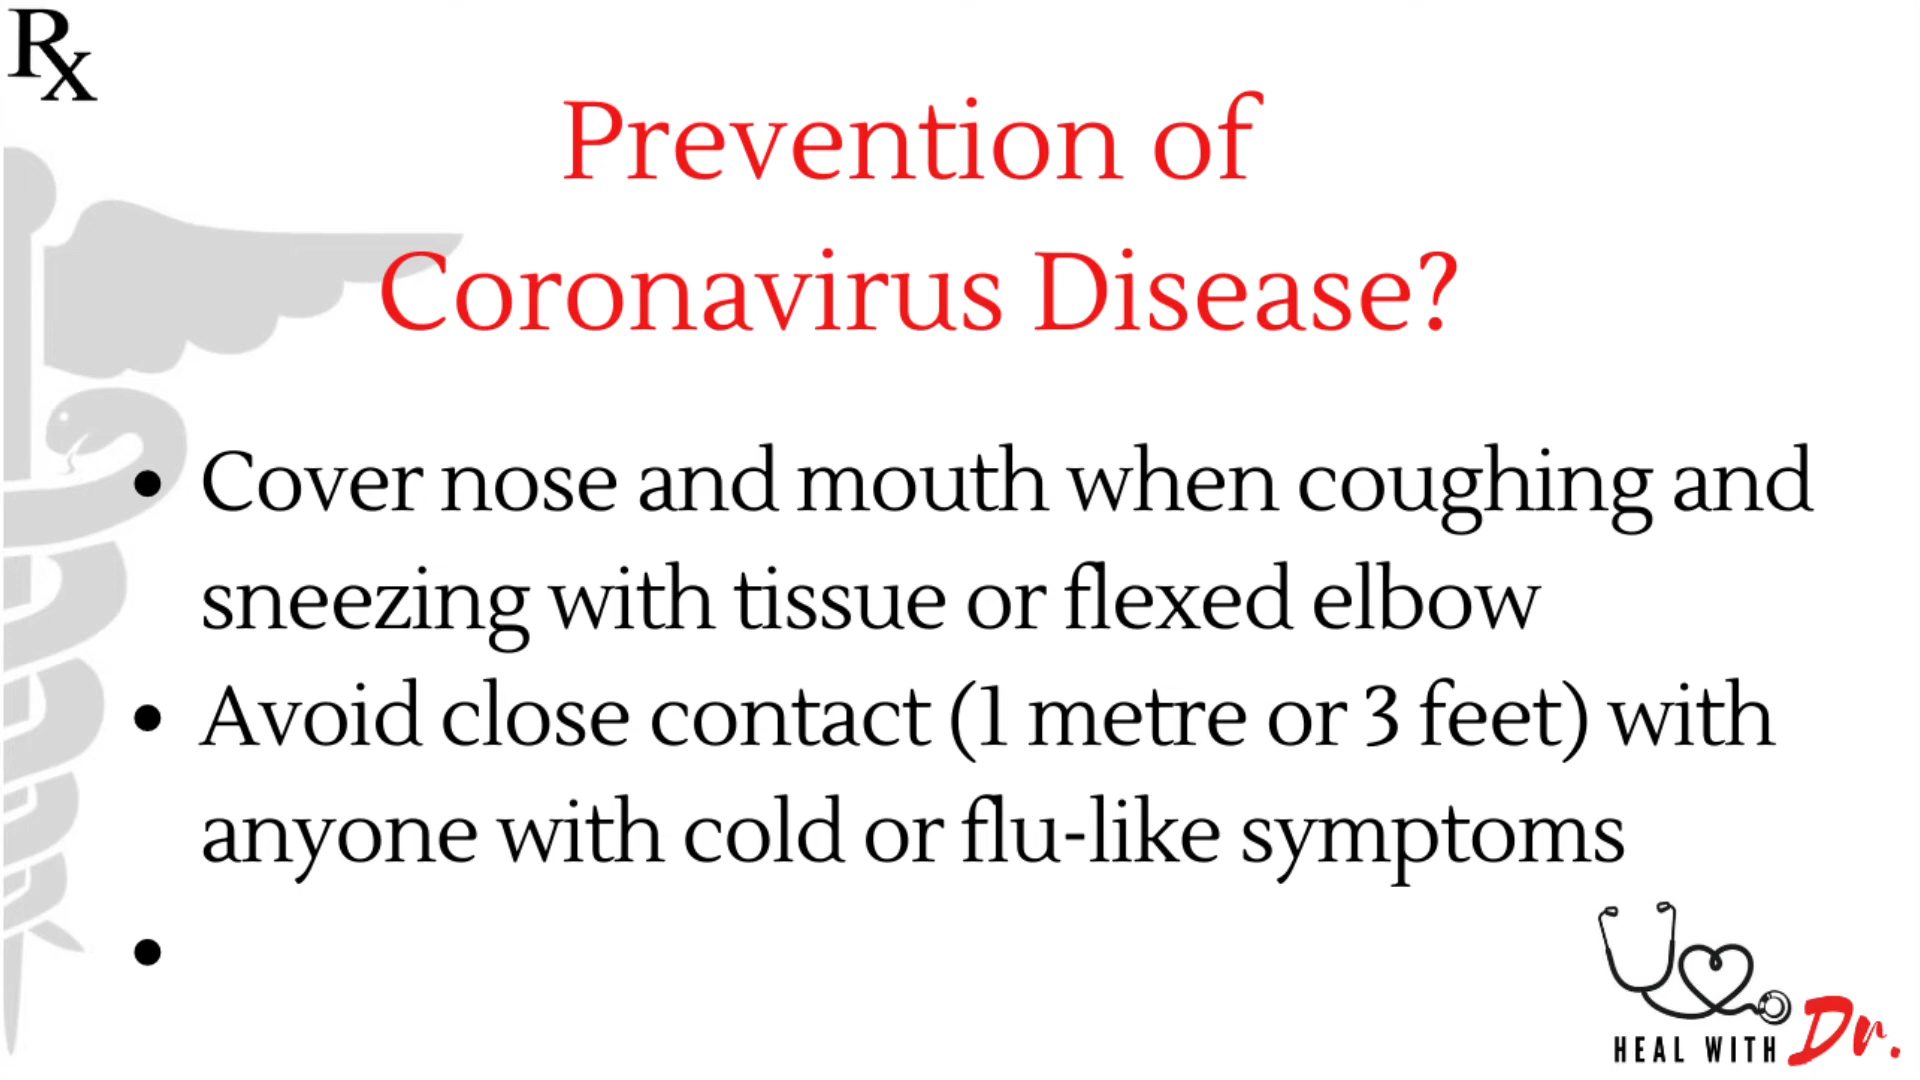 Rx
Prevention of
Coronavirus Disease?
• Cover nose and mouth when coughing and
sneezing with tissue or flexed elbow
• Avoid close contact (1 metre or 3 feet) with
anyone with cold or flu-like symptoms
•
HEAL WITH Dr.